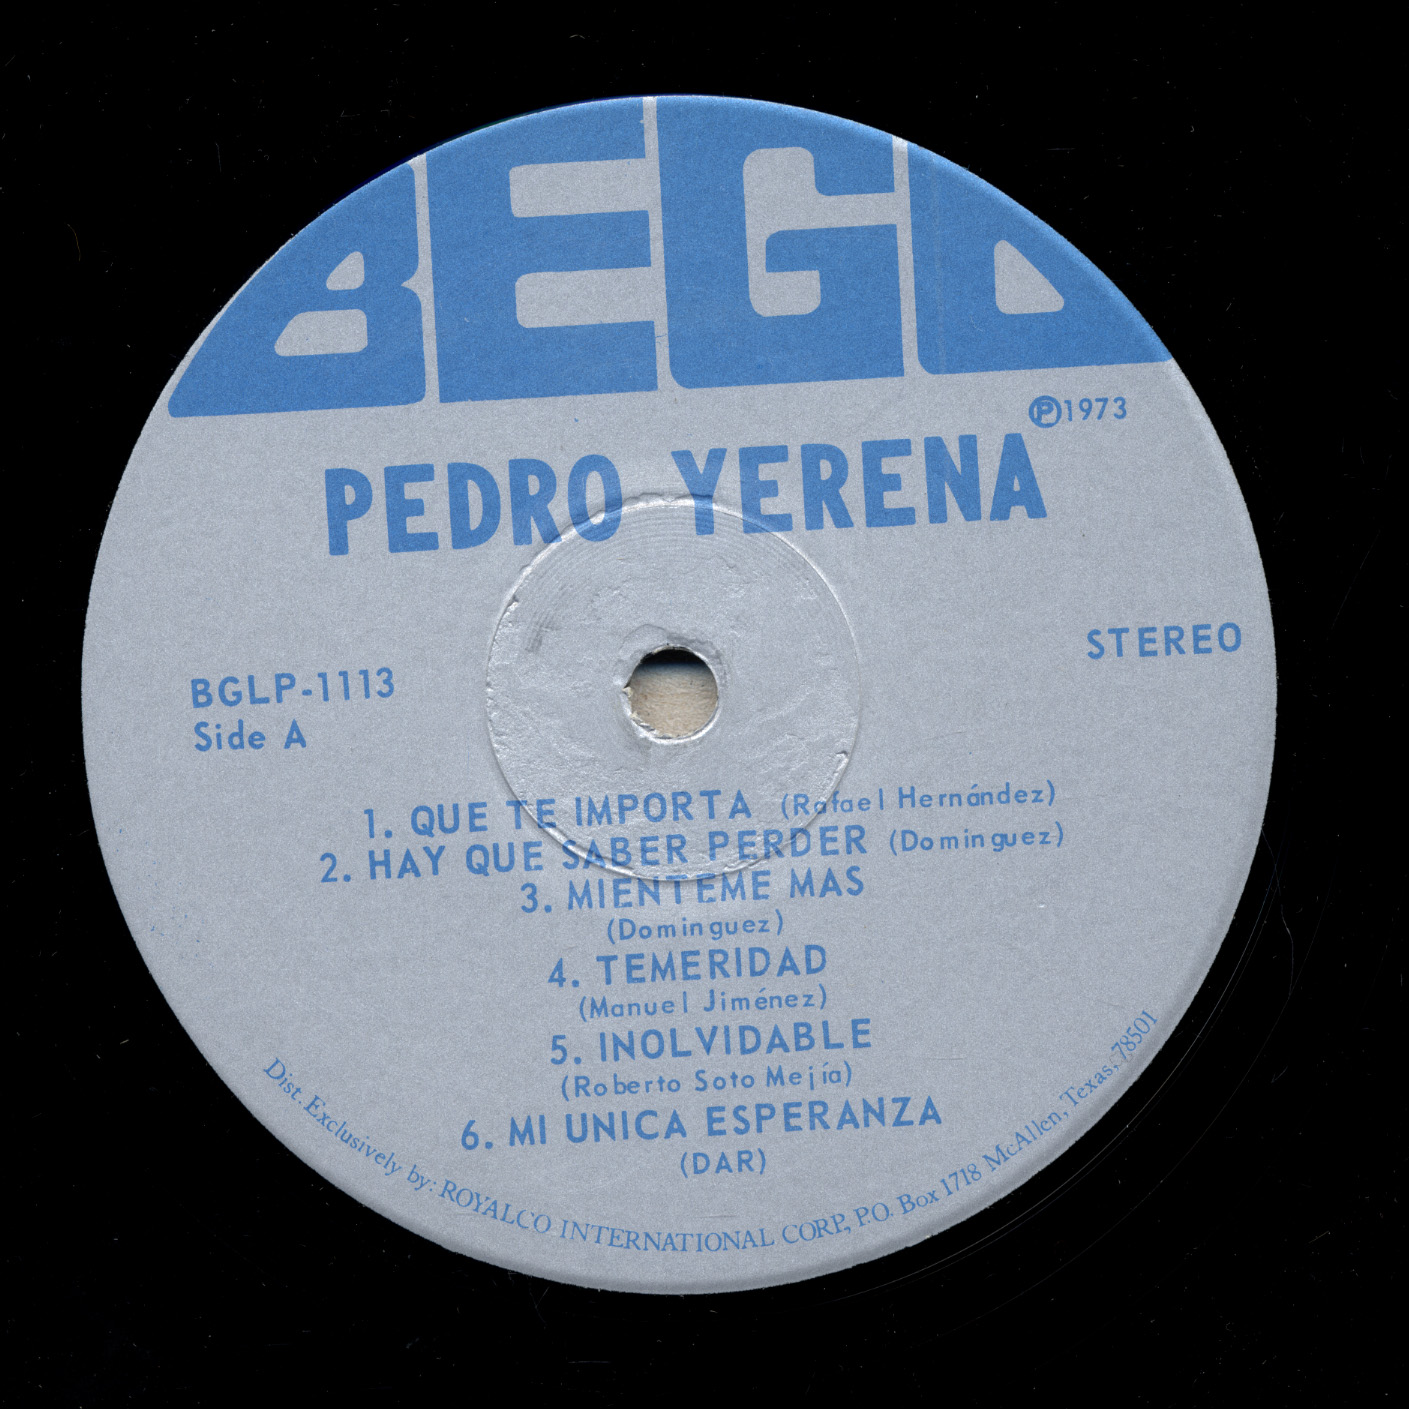 BEGO
℗1973
PEDRO YERENA
STEREO
BGLP-1113
Side A
1. QUE TE IMPORTA (Rafael Hernández)
2. HAY QUE SABER PERDER (Dominguez)
3. MIENTEME MAS
(Dominguez)
4. TEMERIDAD
(Manuel Jiménez)
5. INOLVIDABLE
(Roberto Soto Mejía)
6. MI UNICA ESPERANZA
(DAR)
Dist. Exclusively by: ROYALCO INTERNATIONAL CORP., P.O. Box 1718 McAllen, Texas, 78501